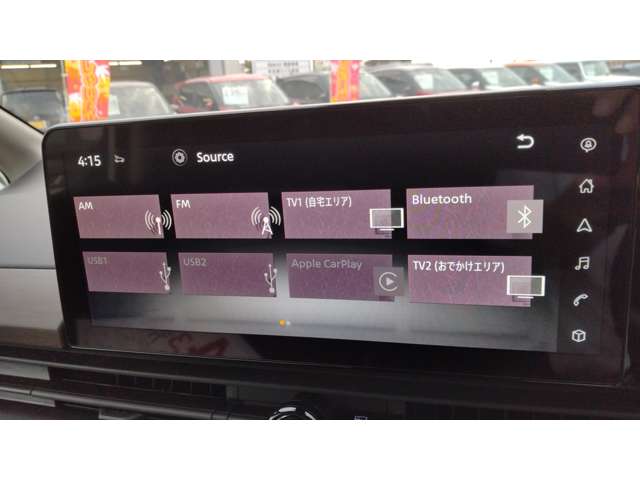 4:15
Source
AM
FM
TV1 (自宅エリア)
Bluetooth
USB1
USB2
Apple CarPlay
TV2 (おでかけエリア)